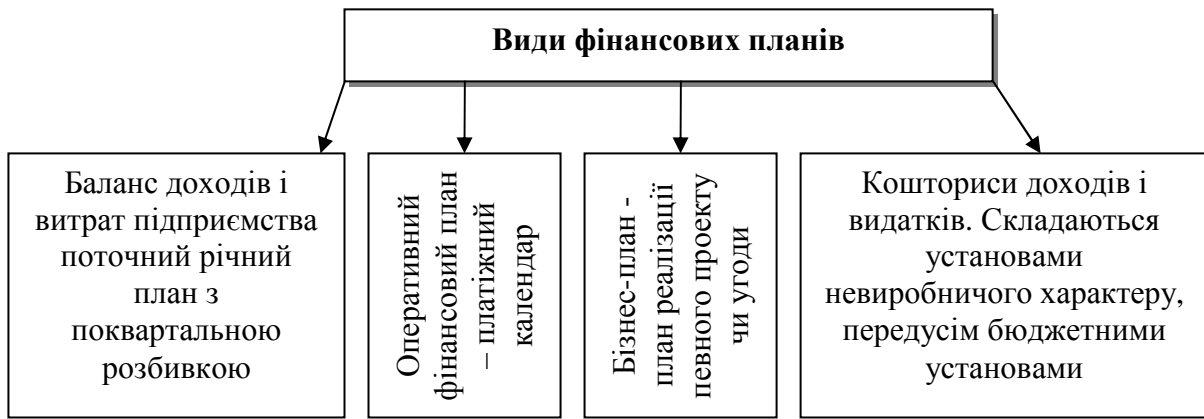 Види фінансових планів
Баланс доходів і
витрат підприємства
поточний річний
план з
поквартальною
розбивкою
Оперативний
фінансовий план
– платіжний
календар
Бізнес-план -
план реалізації
певного проекту
чи угоди
Кошториси доходів і
видатків. Складаються
установами
невиробничого характеру,
передусім бюджетними
установами